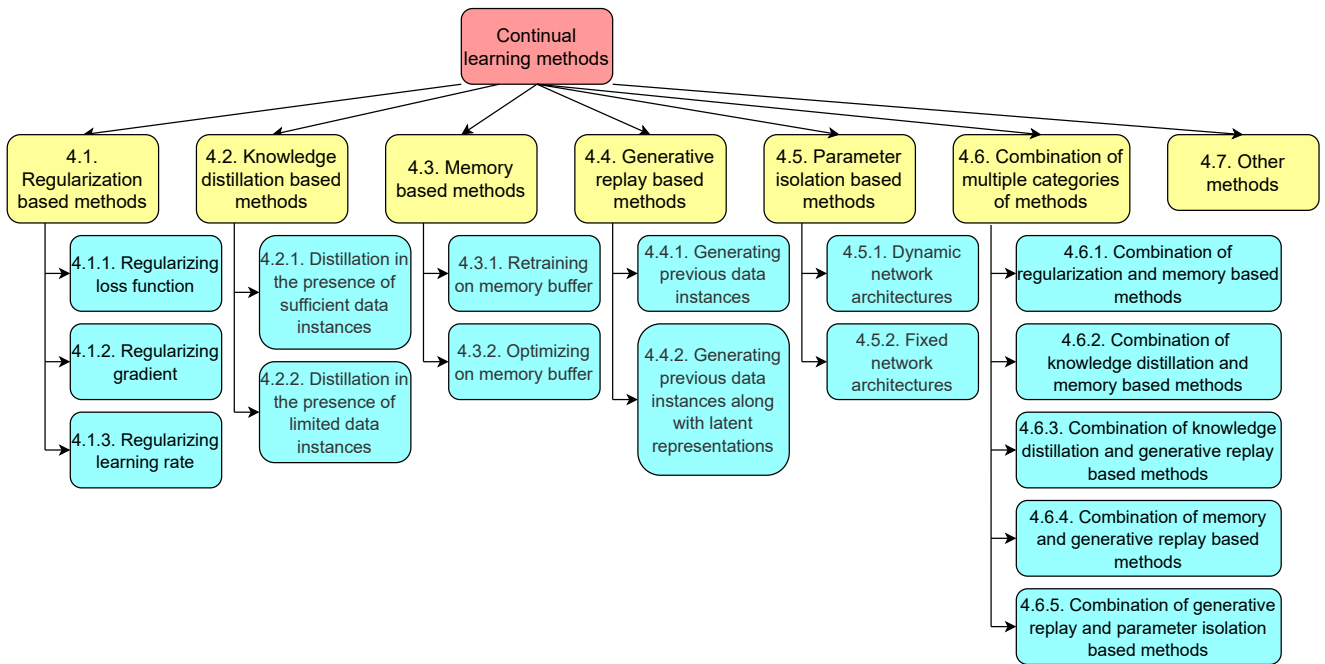 Continual
learning methods
4.1.
Regularization
based methods
4.2. Knowledge
distillation based
methods
4.3. Memory
based methods
4.4. Generative
replay based
methods
4.5. Parameter
isolation based
methods
4.6. Combination of
multiple categories
of methods
4.7. Other
methods
4.1.1. Regularizing
loss function
4.1.2. Regularizing
gradient
4.1.3. Regularizing
learning rate
4.2.1. Distillation in
the presence of
sufficient data
instances
4.2.2. Distillation in
the presence of
limited data
instances
4.3.1. Retraining
on memory buffer
4.3.2. Optimizing
on memory buffer
4.4.1. Generating
previous data
instances
4.4.2. Generating
previous data
instances along
with latent
representations
4.5.1. Dynamic
network
architectures
4.5.2. Fixed
network
architectures
4.6.1. Combination of
regularization and memory based
methods
4.6.2. Combination of
knowledge distillation and
memory based methods
4.6.3. Combination of knowledge
distillation and generative replay
based methods
4.6.4. Combination of memory
and generative replay based
methods
4.6.5. Combination of generative
replay and parameter isolation
based methods